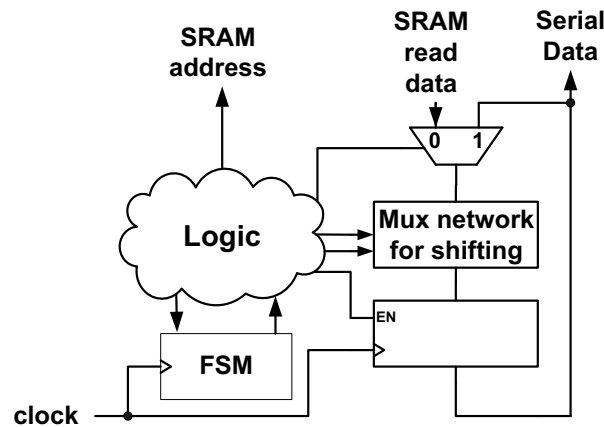 SRAM
address
SRAM
read
data
Serial
Data
0 1
Logic
Mux network
for shifting
EN
FSM
clock